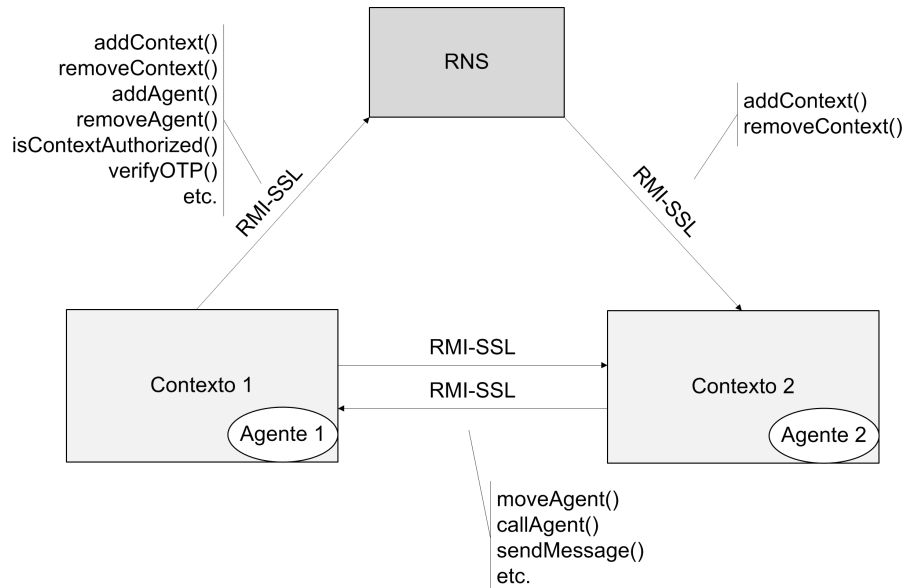 addContext()
removeContext()
addAgent()
removeAgent()
isContextAuthorized()
verifyOTP()
etc.
RNS
addContext()
removeContext()
RMI-SSL
RMI-SSL
Contexto 1
Agente 1
RMI-SSL
RMI-SSL
Contexto 2
Agente 2
moveAgent()
callAgent()
sendMessage()
etc.